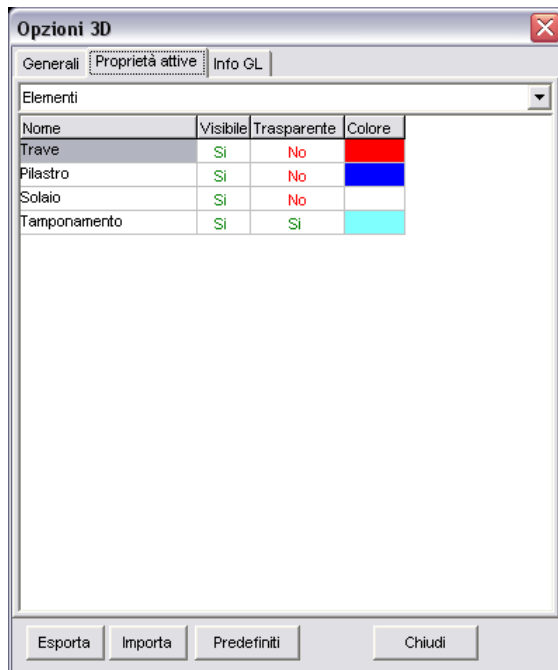 Opzioni 3D
Generali Proprietà attive Info GL
Elementi
Nome Visibile Trasparente Colore
Trave Si No
Pilastro Si No
Solaio Si No
Tamponamento Si Si
Esporta Importa Predefiniti Chiudi